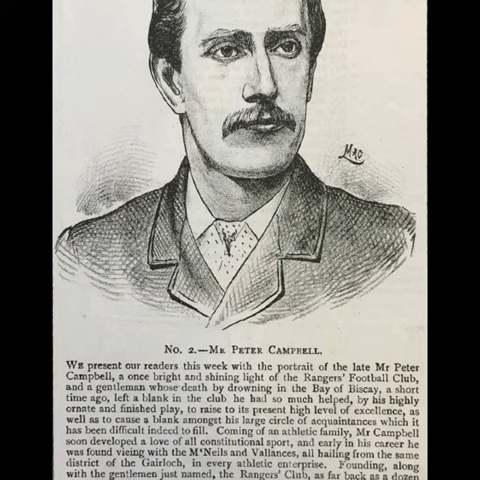 MRO
No. 2.—Mr Peter Campbell.
We present our readers this week with the portrait of the late Mr Peter
Campbell, a once bright and shining light of the Rangers' Football Club,
and a gentleman whose death by drowning in the Bay of Biscay, a short
time ago, left a blank in the club he had so much helped, by his highly
ornate and finished play, to raise to its present high level of excellence, as
well as to cause a blank amongst his large circle of acquaintances which it
has been difficult indeed to fill. Coming of an athletic family, Mr Campbell
soon developed a love of all constitutional sport, and early in his career he
was found vieing with the M'Neils and Vallances, all hailing from the same
district of the Gairloch, in every athletic enterprise. Founding, along
with the gentlemen just named, the Rangers' Club, as far back as a dozen